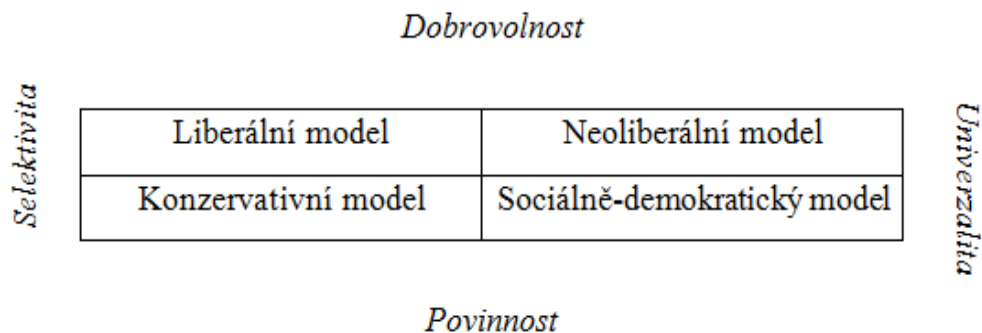 Dobrovolnost
Selektivita
Liberální model
Neoliberální model
Konzervativní model
Sociálně-demokratický model
Univerzalita
Povinnost